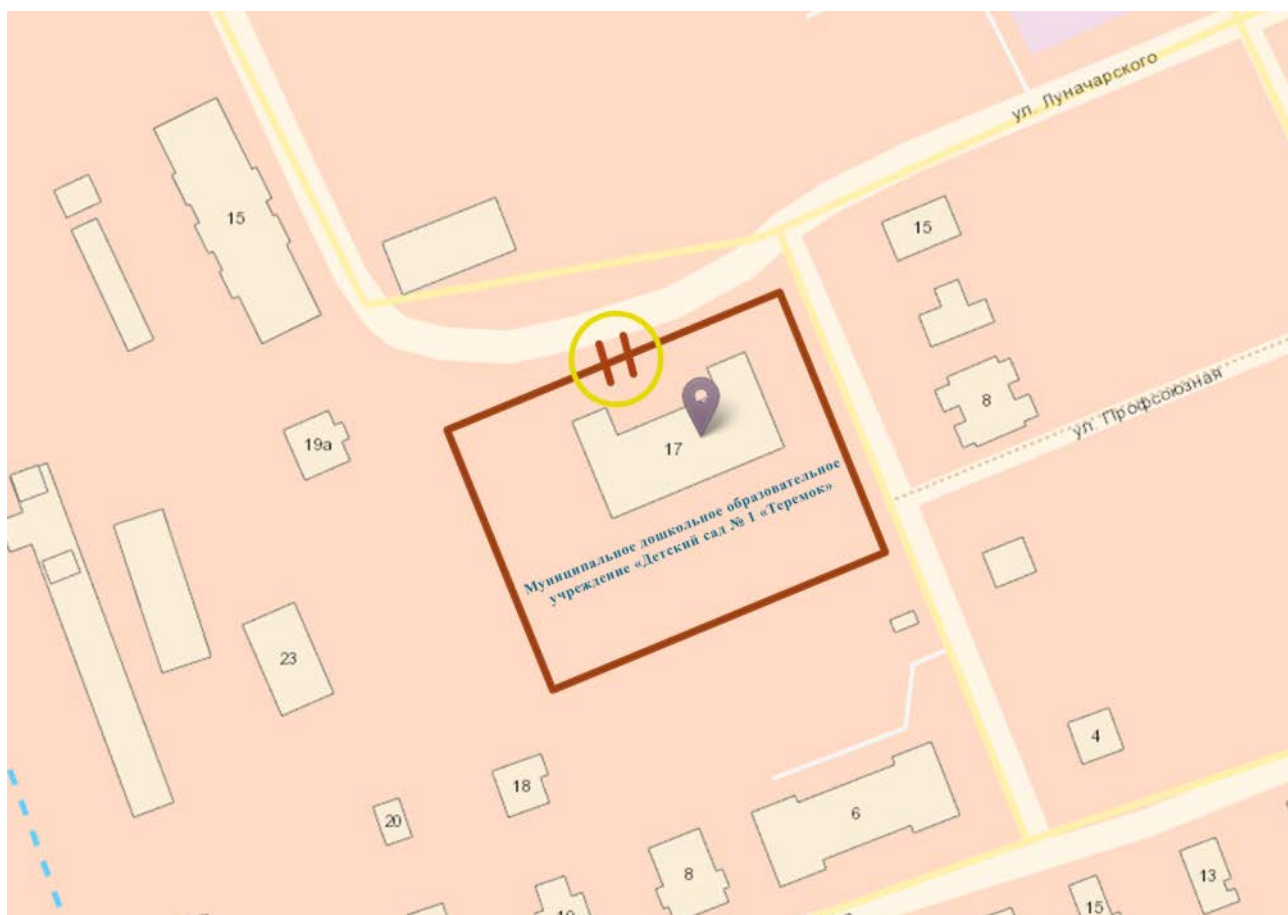 ул. Луначарского
15
15
8
ул. Профсоюзная
19а
17
Муниципальное дошкольное образовательное
учреждение «Детский сад № 1 «Теремок»
23
4
18
20
6
8
13
15